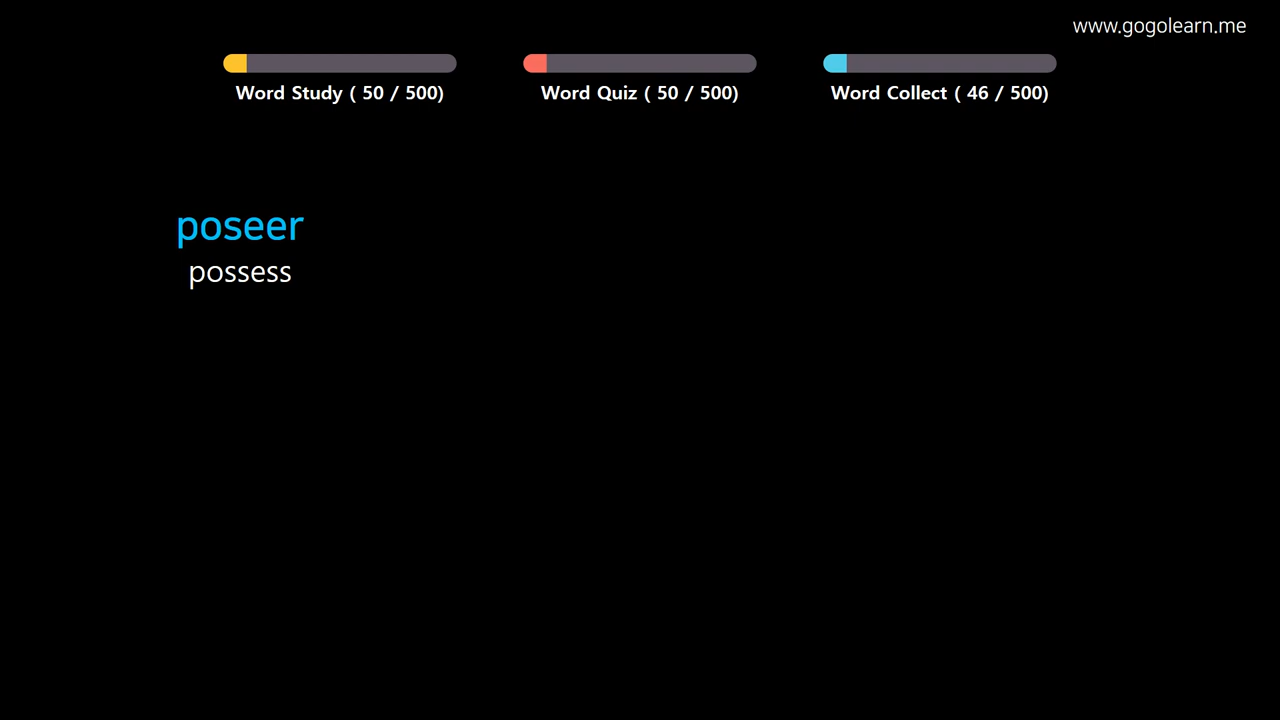 www.gogolearn.me
Word Study ( 50 / 500)
Word Quiz ( 50 / 500)
Word Collect ( 46 / 500)
poseer
possess